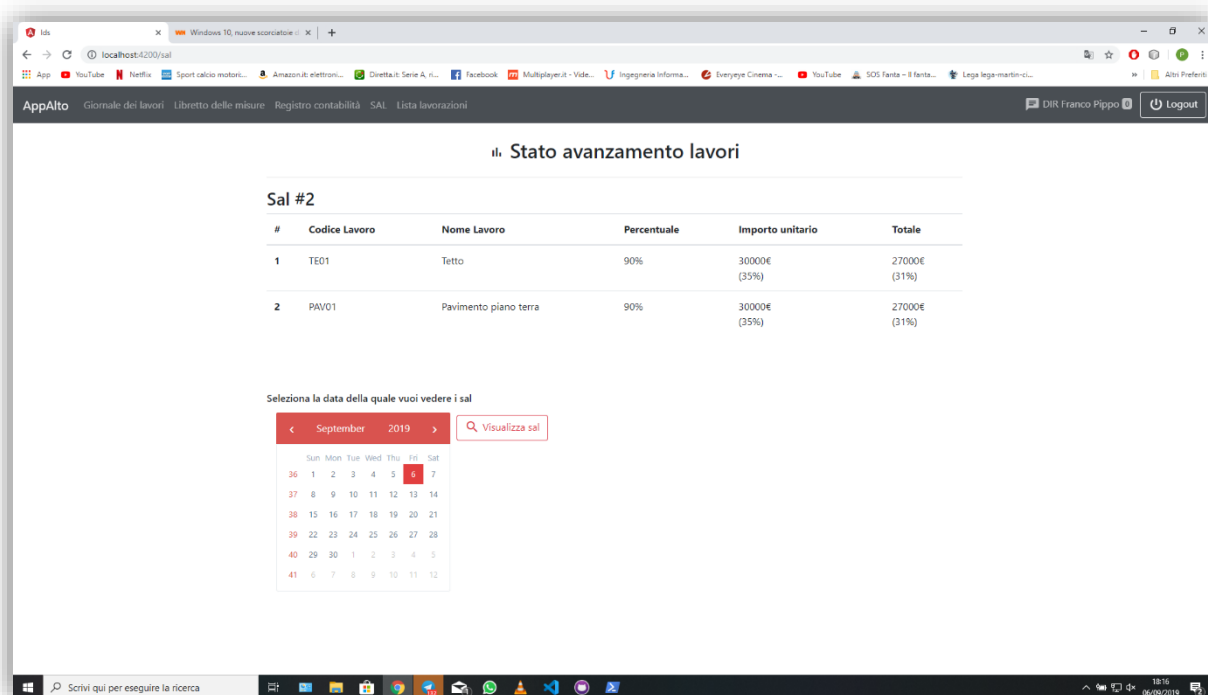 Ids
Windows 10, nuove scorciatoie
localhost:4200/sal
App YouTube Netflix Sport calcio motori... Amazon.it: elettroni... Diretta.it: Serie A, ri... Facebook Multiplayer.it - Vide... Ingegneria Informa... Everyeye Cinema -... YouTube SOS Fanta – Il fanta... Lega lega-martin-ci... » Altri Preferiti
AppAlto Giornale dei lavori Libretto delle misure Registro contabilità SAL Lista lavorazioni DIR Franco Pippo 0 Logout
Stato avanzamento lavori
Sal #2
# Codice Lavoro Nome Lavoro Percentuale Importo unitario Totale
1 TE01 Tetto 90% 30000€ 27000€
(35%) (31%)
2 PAV01 Pavimento piano terra 90% 30000€ 27000€
(35%) (31%)
Seleziona la data della quale vuoi vedere i sal
‹ September 2019 › Visualizza sal
Sun Mon Tue Wed Thu Fri Sat
36 1 2 3 4 5 6 7
37 8 9 10 11 12 13 14
38 15 16 17 18 19 20 21
39 22 23 24 25 26 27 28
40 29 30 1 2 3 4 5
41 6 7 8 9 10 11 12
Scrivi qui per eseguire la ricerca
18:16
06/09/2019